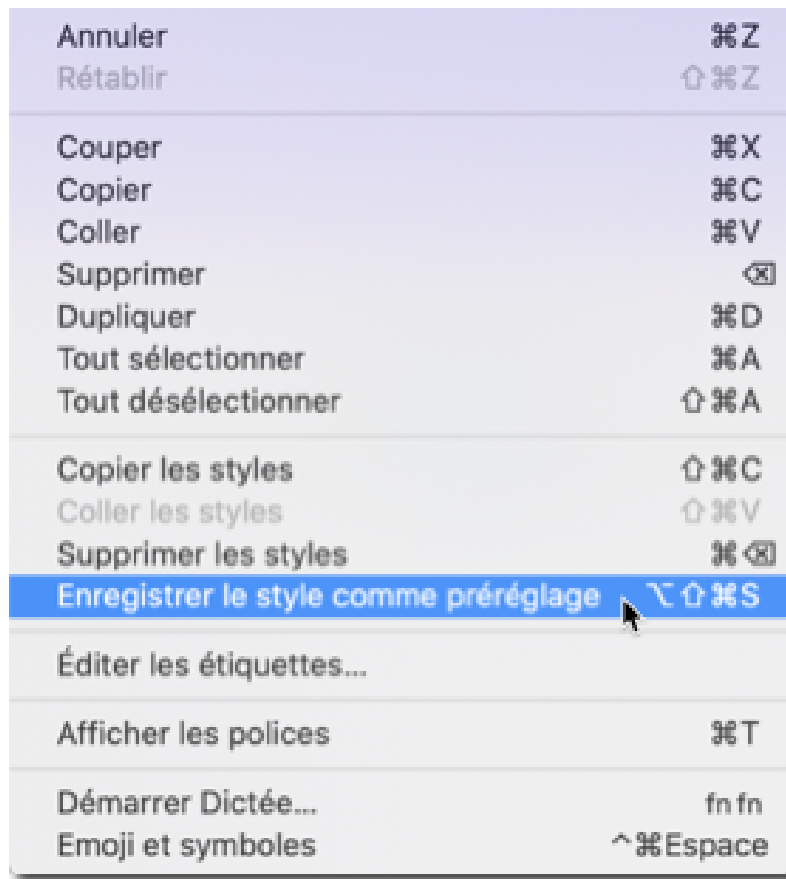 Annuler ⌘Z
Rétablir ⇧⌘Z
Couper ⌘X
Copier ⌘C
Coller ⌘V
Supprimer ⌫
Dupliquer ⌘D
Tout sélectionner ⌘A
Tout désélectionner ⇧⌘A
Copier les styles ⇧⌘C
Coller les styles ⇧⌘V
Supprimer les styles ⌘⌫
Enregistrer le style comme préréglage ⌥⇧⌘S
Éditer les étiquettes...
Afficher les polices ⌘T
Démarrer Dictée... fn fn
Emoji et symboles ^⌘Espace